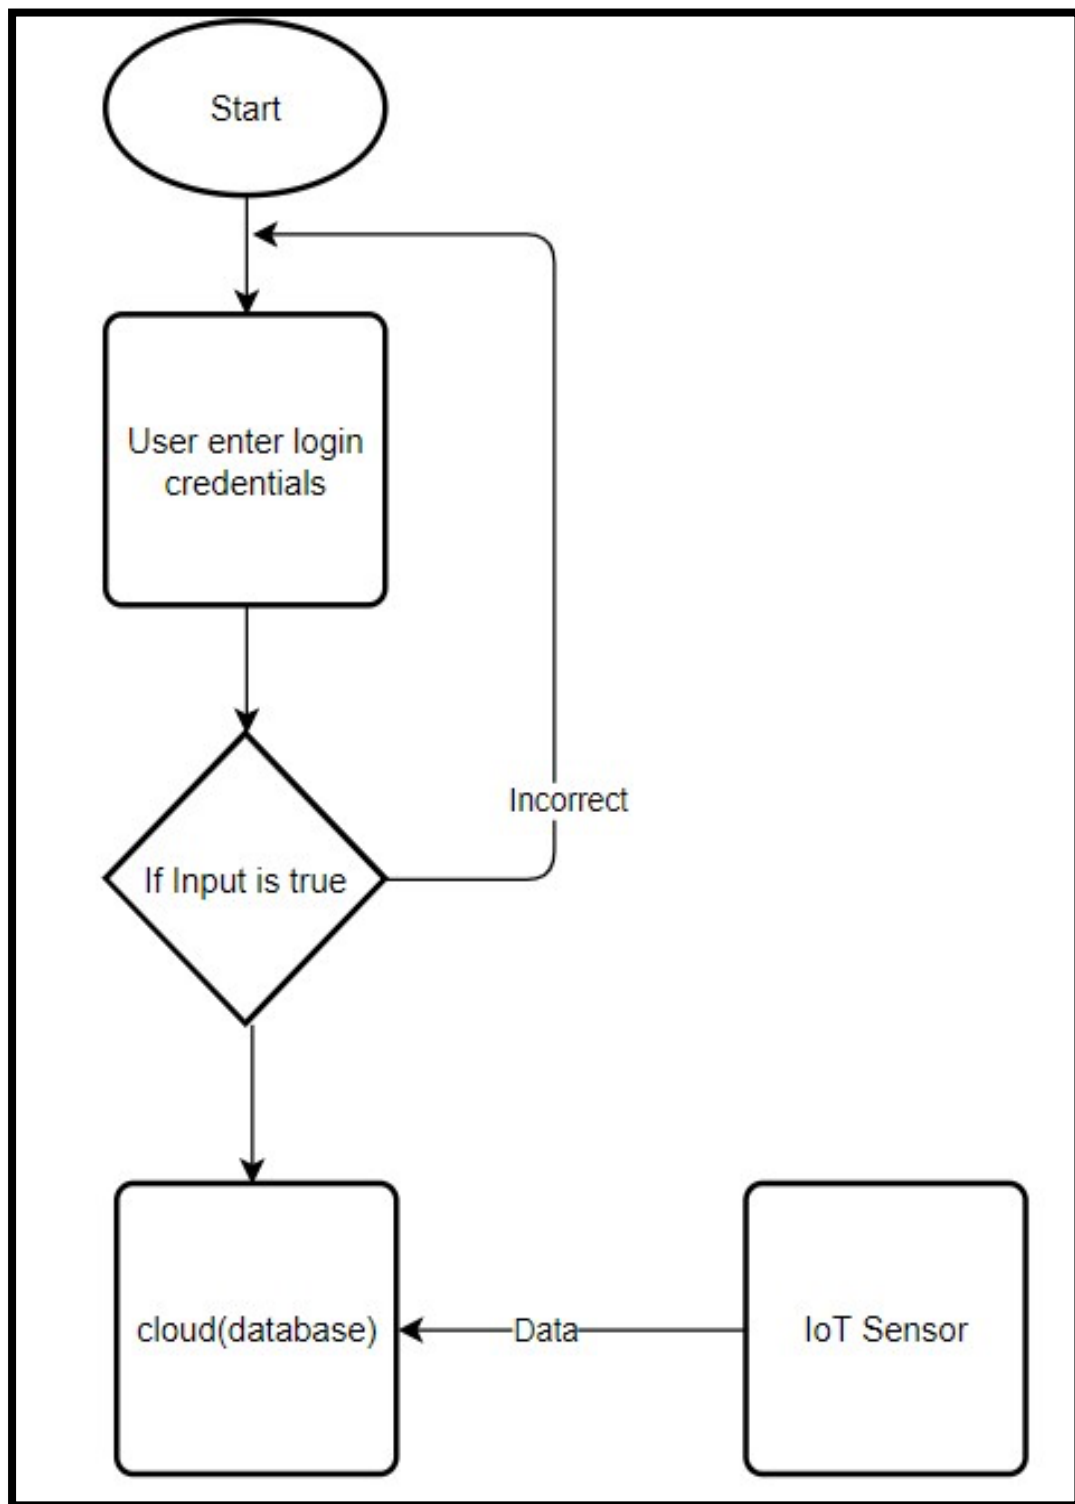 Start
User enter login
credentials
Incorrect
If Input is true
cloud(database)
Data
IoT Sensor